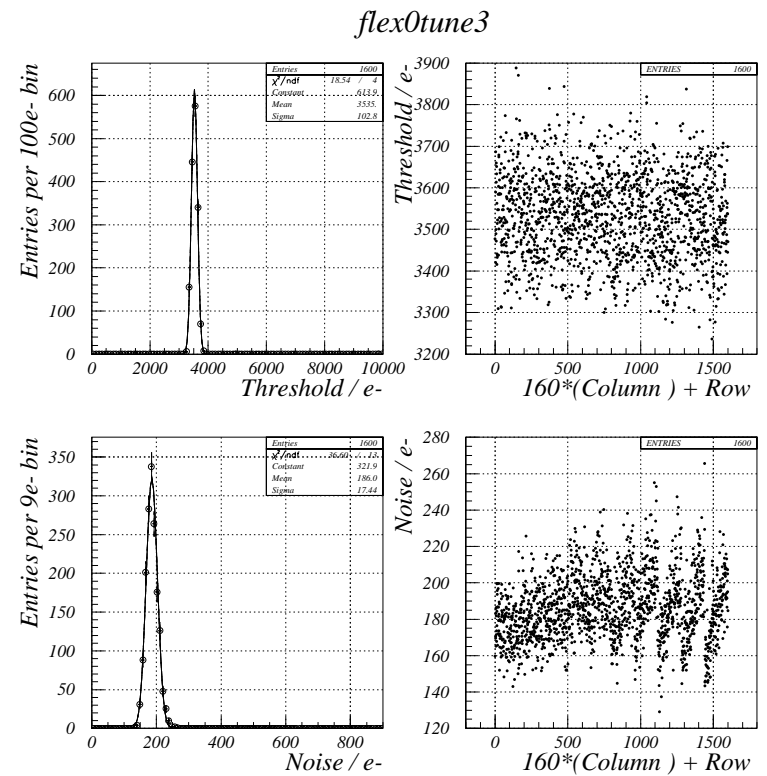 flex0tune3
Entries per 100e- bin
600
500
400
300
200
100
0
0 2000 4000 6000 8000 10000
Threshold / e-
Entries 1600
χ²/ndf 18.54 / 4
Constant 613.9
Mean 3535.
Sigma 102.8
Threshold / e-
3900
3800
3700
3600
3500
3400
3300
3200
0 500 1000 1500
160*(Column ) + Row
ENTRIES 1600
Entries per 9e- bin
350
300
250
200
150
100
50
0
0 200 400 600 800
Noise / e-
Entries 1600
χ²/ndf 36.60 / 13
Constant 321.9
Mean 186.0
Sigma 17.44
Noise / e-
280
260
240
220
200
180
160
140
120
0 500 1000 1500
160*(Column ) + Row
ENTRIES 1600